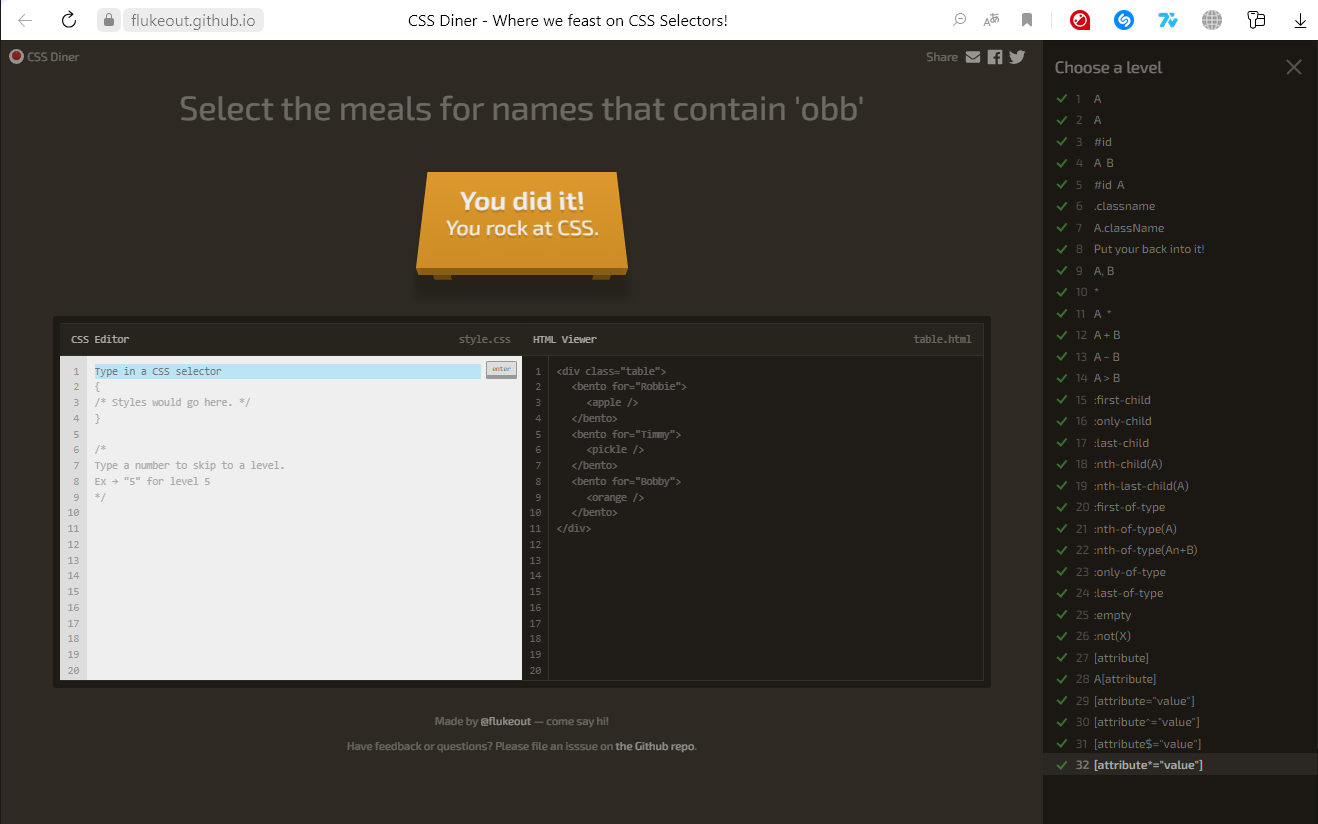 flukeout.github.io
CSS Diner - Where we feast on CSS Selectors!
CSS Diner
Share
Select the meals for names that contain 'obb'
You did it!
You rock at CSS.
CSS Editor
style.css
HTML Viewer
table.html
1 Type in a CSS selector
enter
2 {
3 /* Styles would go here. */
4 }
5
6 /*
7 Type a number to skip to a level.
8 Ex → "5" for level 5
9 */
10
11
12
13
14
15
16
17
18
19
20
1 <div class="table">
2 <bento for="Robbie">
3 <apple />
4 </bento>
5 <bento for="Timmy">
6 <pickle />
7 </bento>
8 <bento for="Bobby">
9 <orange />
10 </bento>
11 </div>
12
13
14
15
16
17
18
19
20
Made by @flukeout — come say hi!
Have feedback or questions? Please file an isssue on the Github repo.
Choose a level
1 A
2 A
3 #id
4 A B
5 #id A
6 .classname
7 A.className
8 Put your back into it!
9 A, B
10 *
11 A *
12 A + B
13 A ~ B
14 A > B
15 :first-child
16 :only-child
17 :last-child
18 :nth-child(A)
19 :nth-last-child(A)
20 :first-of-type
21 :nth-of-type(A)
22 :nth-of-type(An+B)
23 :only-of-type
24 :last-of-type
25 :empty
26 :not(X)
27 [attribute]
28 A[attribute]
29 [attribute="value"]
30 [attribute^="value"]
31 [attribute$="value"]
32 [attribute*="value"]